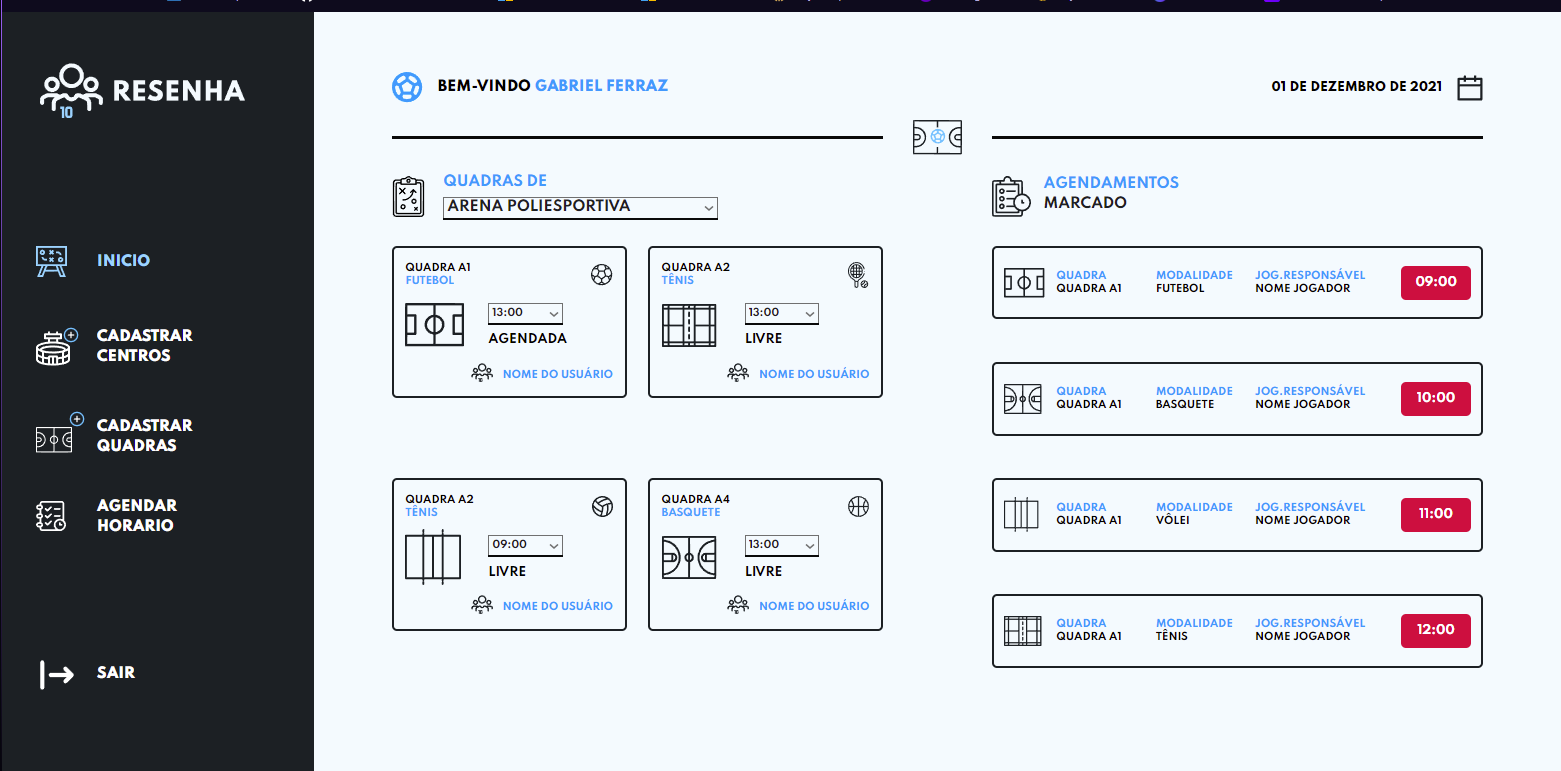 RESENHA
10
INICIO
CADASTRAR
CENTROS
CADASTRAR
QUADRAS
AGENDAR
HORARIO
SAIR
BEM-VINDO GABRIEL FERRAZ
01 DE DEZEMBRO DE 2021
QUADRAS DE
ARENA POLIESPORTIVA
QUADRA A1
FUTEBOL
13:00
AGENDADA
NOME DO USUÁRIO
QUADRA A2
TÊNIS
13:00
LIVRE
NOME DO USUÁRIO
QUADRA A2
TÊNIS
09:00
LIVRE
NOME DO USUÁRIO
QUADRA A4
BASQUETE
13:00
LIVRE
NOME DO USUÁRIO
AGENDAMENTOS
MARCADO
QUADRA MODALIDADE JOG.RESPONSÁVEL
QUADRA A1 FUTEBOL NOME JOGADOR
09:00
QUADRA MODALIDADE JOG.RESPONSÁVEL
QUADRA A1 BASQUETE NOME JOGADOR
10:00
QUADRA MODALIDADE JOG.RESPONSÁVEL
QUADRA A1 VÔLEI NOME JOGADOR
11:00
QUADRA MODALIDADE JOG.RESPONSÁVEL
QUADRA A1 TÊNIS NOME JOGADOR
12:00